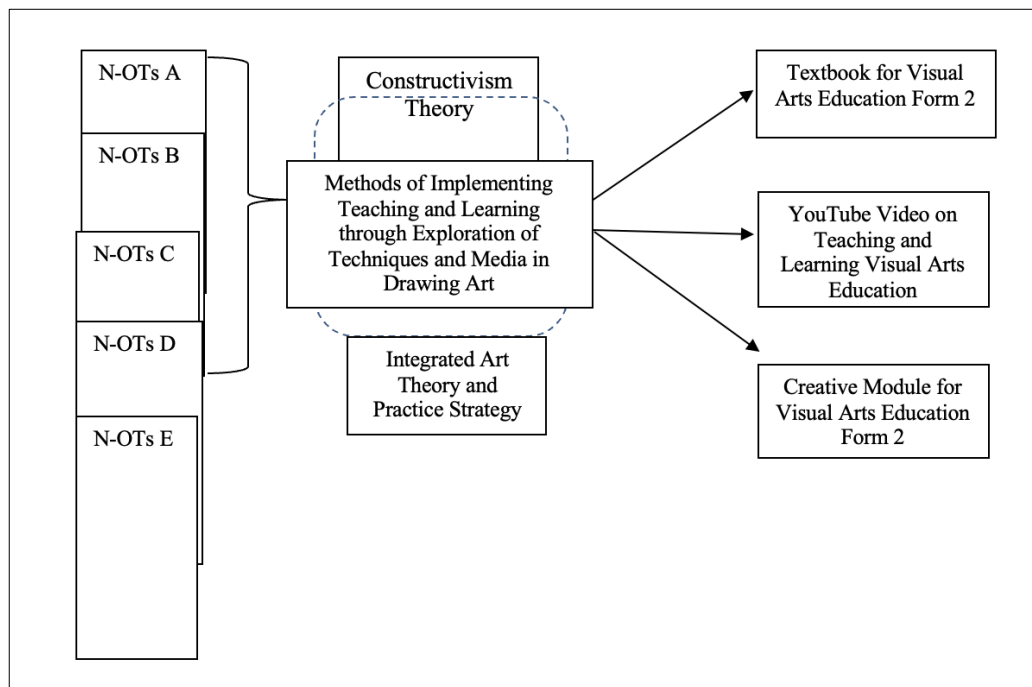 N-OTs A
N-OTs B
N-OTs C
N-OTs D
N-OTs E
Constructivism
Theory
Methods of Implementing
Teaching and Learning
through Exploration of
Techniques and Media in
Drawing Art
Integrated Art
Theory and
Practice Strategy
Textbook for Visual
Arts Education Form 2
YouTube Video on
Teaching and
Learning Visual Arts
Education
Creative Module for
Visual Arts Education
Form 2